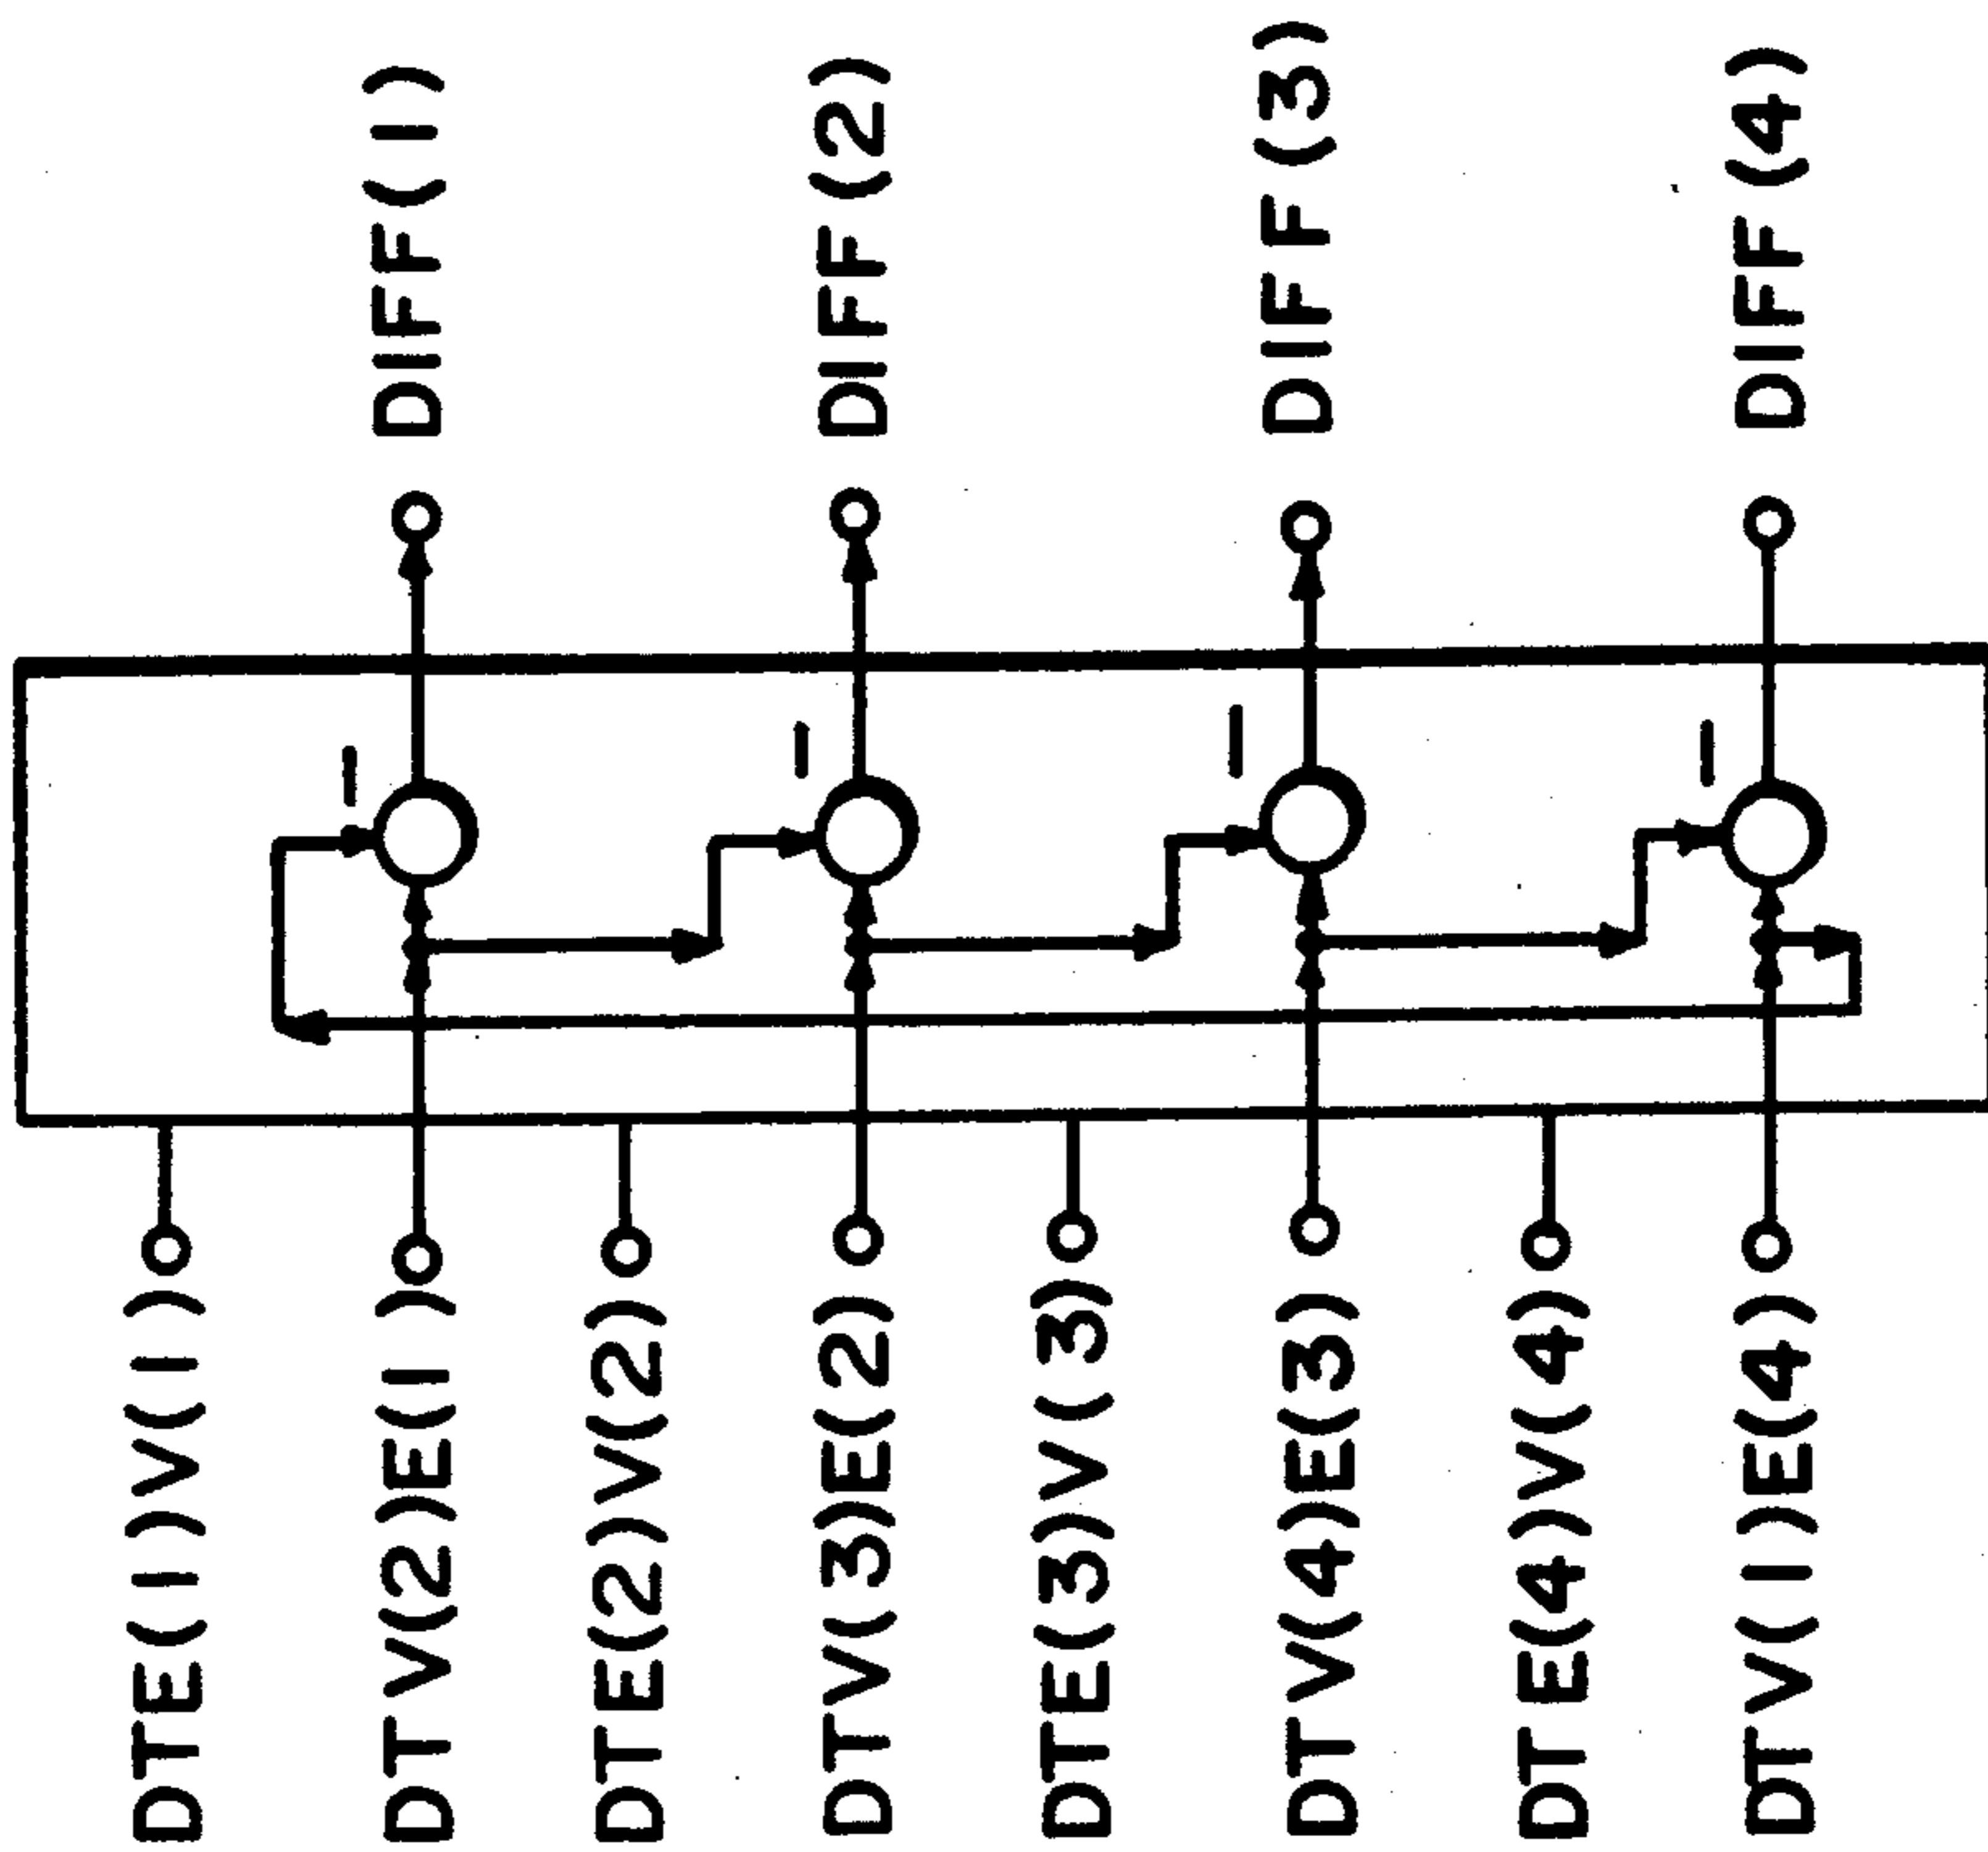 DTE(1)V(1)
DTV(2)E(1)
DTE(2)V(2)
DTV(3)E(2)
DTE(3)V(3)
DTV(4)E(3)
DTE(4)V(4)
DTV(1)E(4)
DIFF(1)
DIFF(2)
DIFF(3)
DIFF(4)